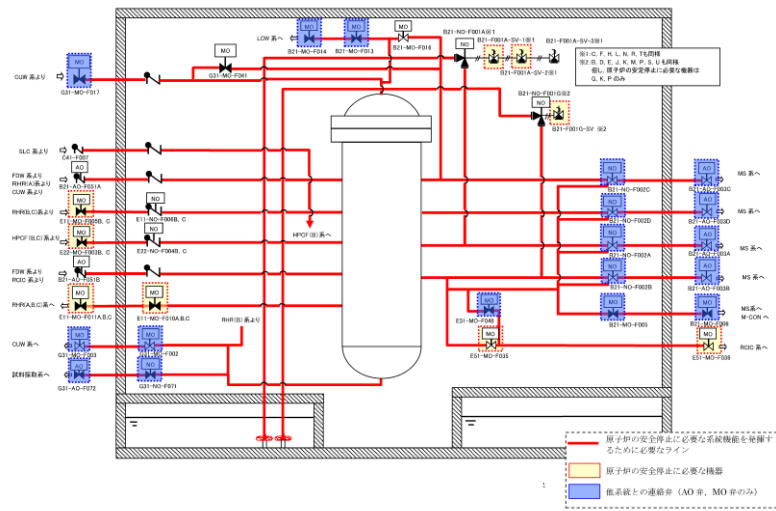 MO
MO
LCW系へ
B21-MO-F014
B21-MO-F013
MO
B21-MO-F016
B21-NO-F001A※1
NO
B21-F001A-SV-1※1
B21-F001A-SV-3※1
B21-F001A-SV-2※1
※1:C, F, H, L, N, R, Tも同様
※2:B, D, E, J, K, M, P, S, Uも同様
但し、原子炉の安定停止に必要な機器は
G, K, Pのみ
CUW 系より
MO
G31-MO-F017
MO
G31-MO-F041
B21-NO-F001G※2
NO
B21-F001G-SV ※2
SLC 系より
C41-F007
FDW 系より
RHR(A)系より
CUW 系より
AO
B21-AO-F051A
RHR(B,C)系より
MO
E11-MO-F005B, C
NO
E11-NO-F006B, C
HPCF(B,C)系より
MO
E22-MO-F003B, C
NO
E22-NO-F004B, C
HPCF(B)系へ
FDW 系より
RCIC 系より
AO
B21-AO-F051B
RHR(A,B,C)系へ
MO
E11-MO-F011A,B,C
MO
E11-MO-F010A,B,C
RHR(B)系より
CUW 系へ
MO
G31-MO-F003
MO
G31-MO-F002
試料採取系へ
AO
G31-AO-F072
NO
G31-NO-F071
NO
B21-NO-F002C
AO
B21-AO-F003C
MS 系へ
NO
B21-NO-F002D
AO
B21-AO-F003D
MS 系へ
NO
B21-NO-F002A
AO
B21-AO-F003A
MS 系へ
NO
B21-NO-F002B
AO
B21-AO-F003B
MS 系へ
MO
E51-MO-F048
MO
B21-MO-F005
MO
B21-MO-F006
MS系へ
M-CON 系へ
MO
E51-MO-F035
MO
E51-MO-F036
RCIC 系へ
1
原子炉の安全停止に必要な系統機能を発揮するために必要なライン
原子炉の安全停止に必要な機器
他系統との連絡弁（AO 弁, MO 弁のみ）